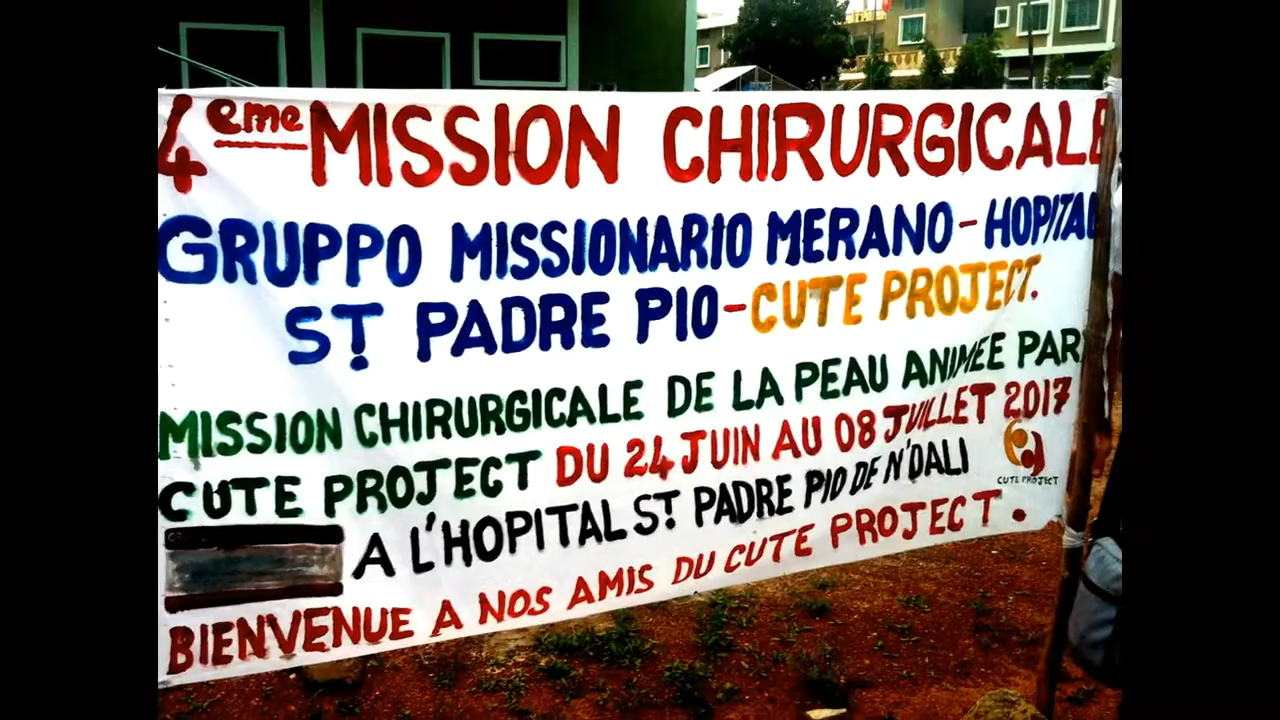 4eme MISSION CHIRURGICALE
GRUPPO MISSIONARIO MERANO-HOPITAL
ST PADRE PIO-CUTE PROJECT.
MISSION CHIRURGICALE DE LA PEAU ANIMEE PAR
CUTE PROJECT DU 24 JUIN AU 08 JUILLET 2017
A L'HOPITAL ST PADRE PIO DE N'DALI
CUTE PROJECT
BIENVENUE A NOS AMIS DU CUTE PROJECT.